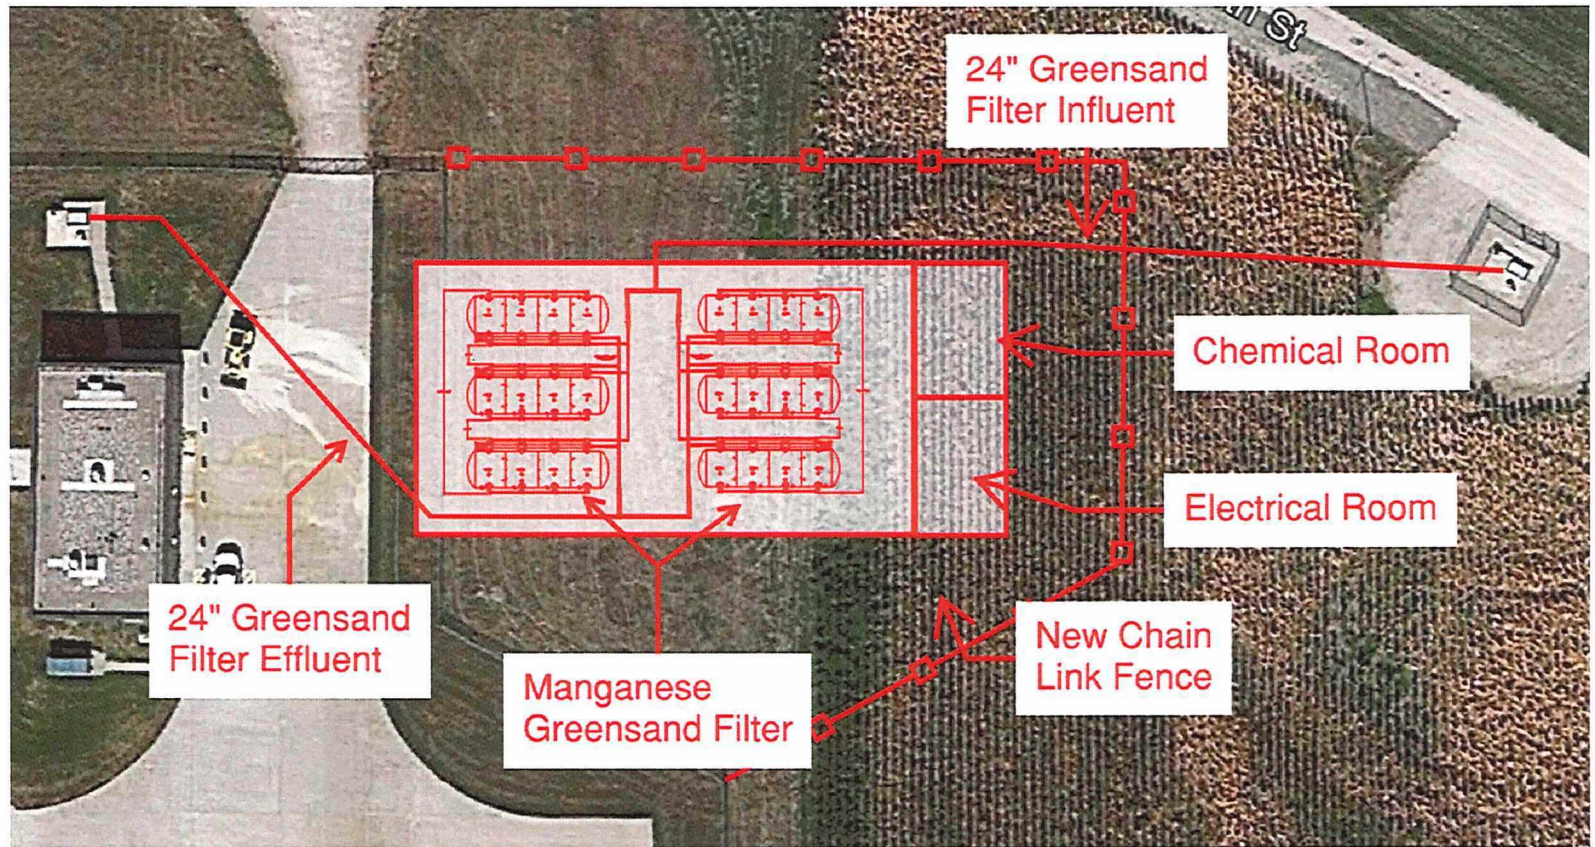 St
24" Greensand
Filter Influent
Chemical Room
Electrical Room
24" Greensand
Filter Effluent
New Chain
Link Fence
Manganese
Greensand Filter